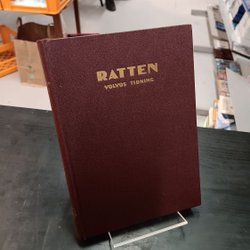 RATTEN
VOLVOS TIDNING